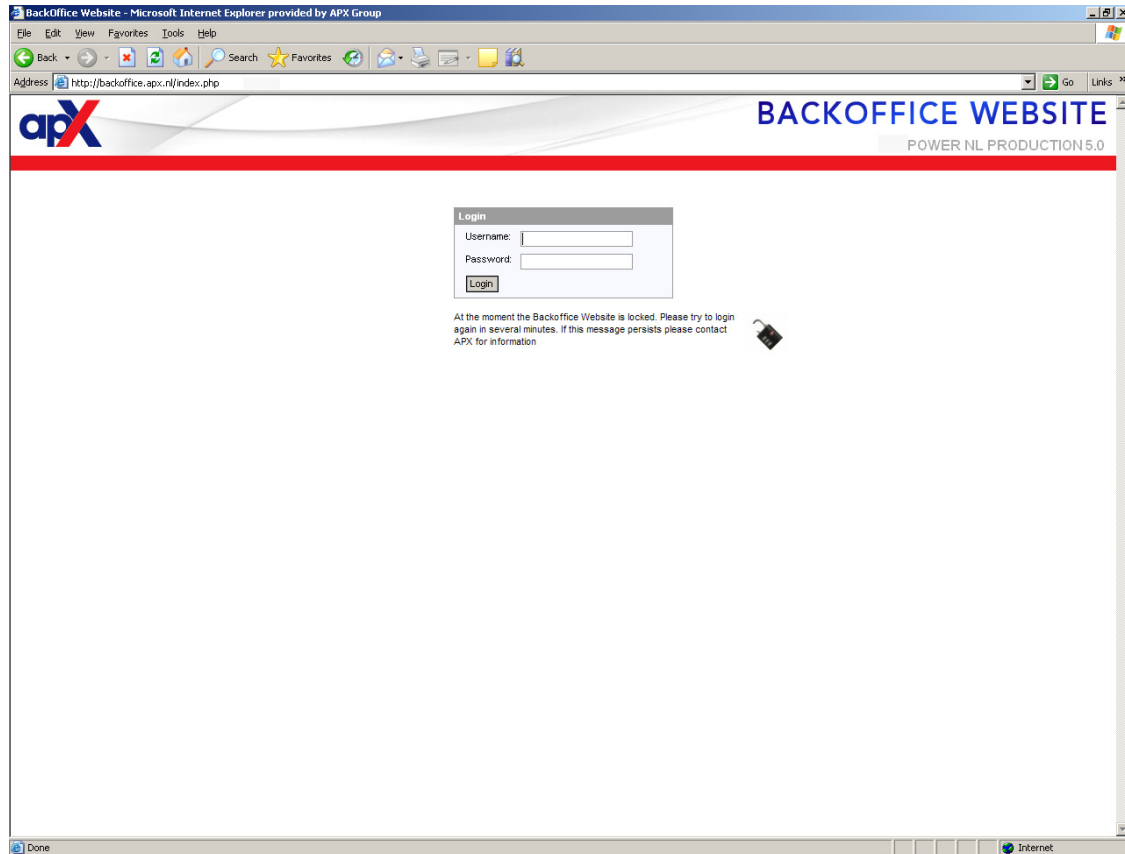 BackOffice Website - Microsoft Internet Explorer provided by APX Group
File Edit View Favorites Tools Help
Back Search Favorites
Address http://backoffice.apx.nl/index.php Go Links »
apX
BACKOFFICE WEBSITE
POWER NL PRODUCTION 5.0
Login
Username:
Password:
Login
At the moment the Backoffice Website is locked. Please try to login
again in several minutes. If this message persists please contact
APX for information
Done Internet